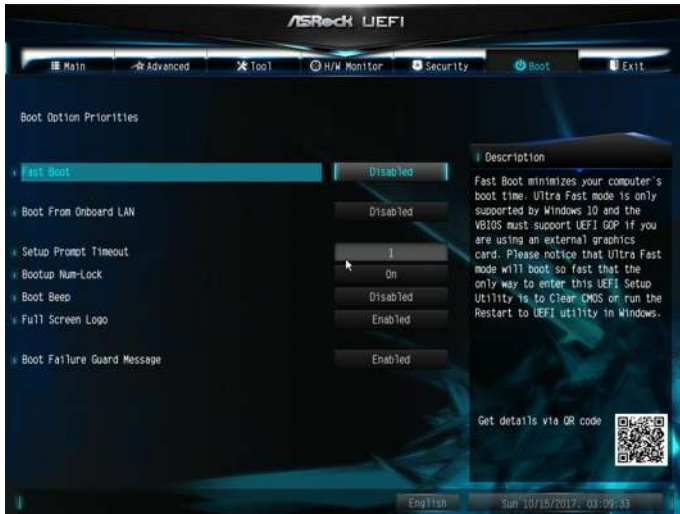 ASRock UEFI
Main Advanced Tool H/W Monitor Security Boot Exit
Boot Option Priorities
Fast Boot Disabled
Boot From Onboard LAN Disabled
Setup Prompt Timeout 1
Bootup Num-Lock On
Boot Beep Disabled
Full Screen Logo Enabled
Boot Failure Guard Message Enabled
Description
Fast Boot minimizes your computer's
boot time. Ultra Fast mode is only
supported by Windows 10 and the
VBIOS must support UEFI GOP if you
are using an external graphics
card. Please notice that Ultra Fast
mode will boot so fast that the
only way to enter this UEFI Setup
Utility is to Clear CMOS or run the
Restart to UEFI utility in Windows.
Get details via QR code
English Sun 10/15/2017, 03:09:33